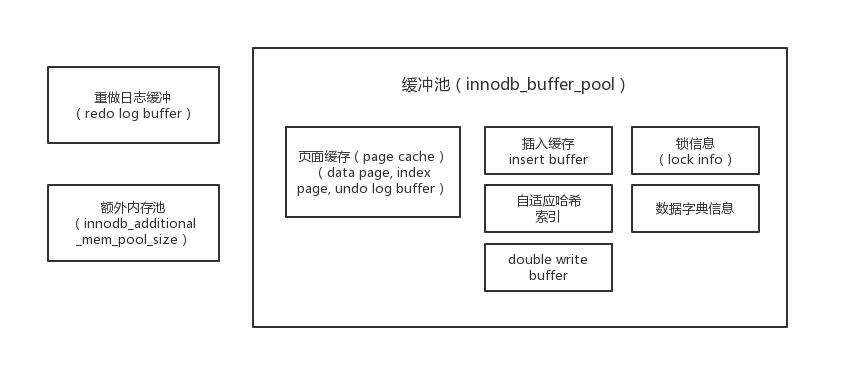 重做日志缓冲
（ redo log buffer ）
额外内存池
（ innodb_additional
_mem_pool_size ）
缓冲池（ innodb_buffer_pool ）
页面缓存（ page cache ）
（ data page, index
page, undo log buffer ）
插入缓存
insert buffer
自适应哈希
索引
double write
buffer
锁信息
（ lock info ）
数据字典信息